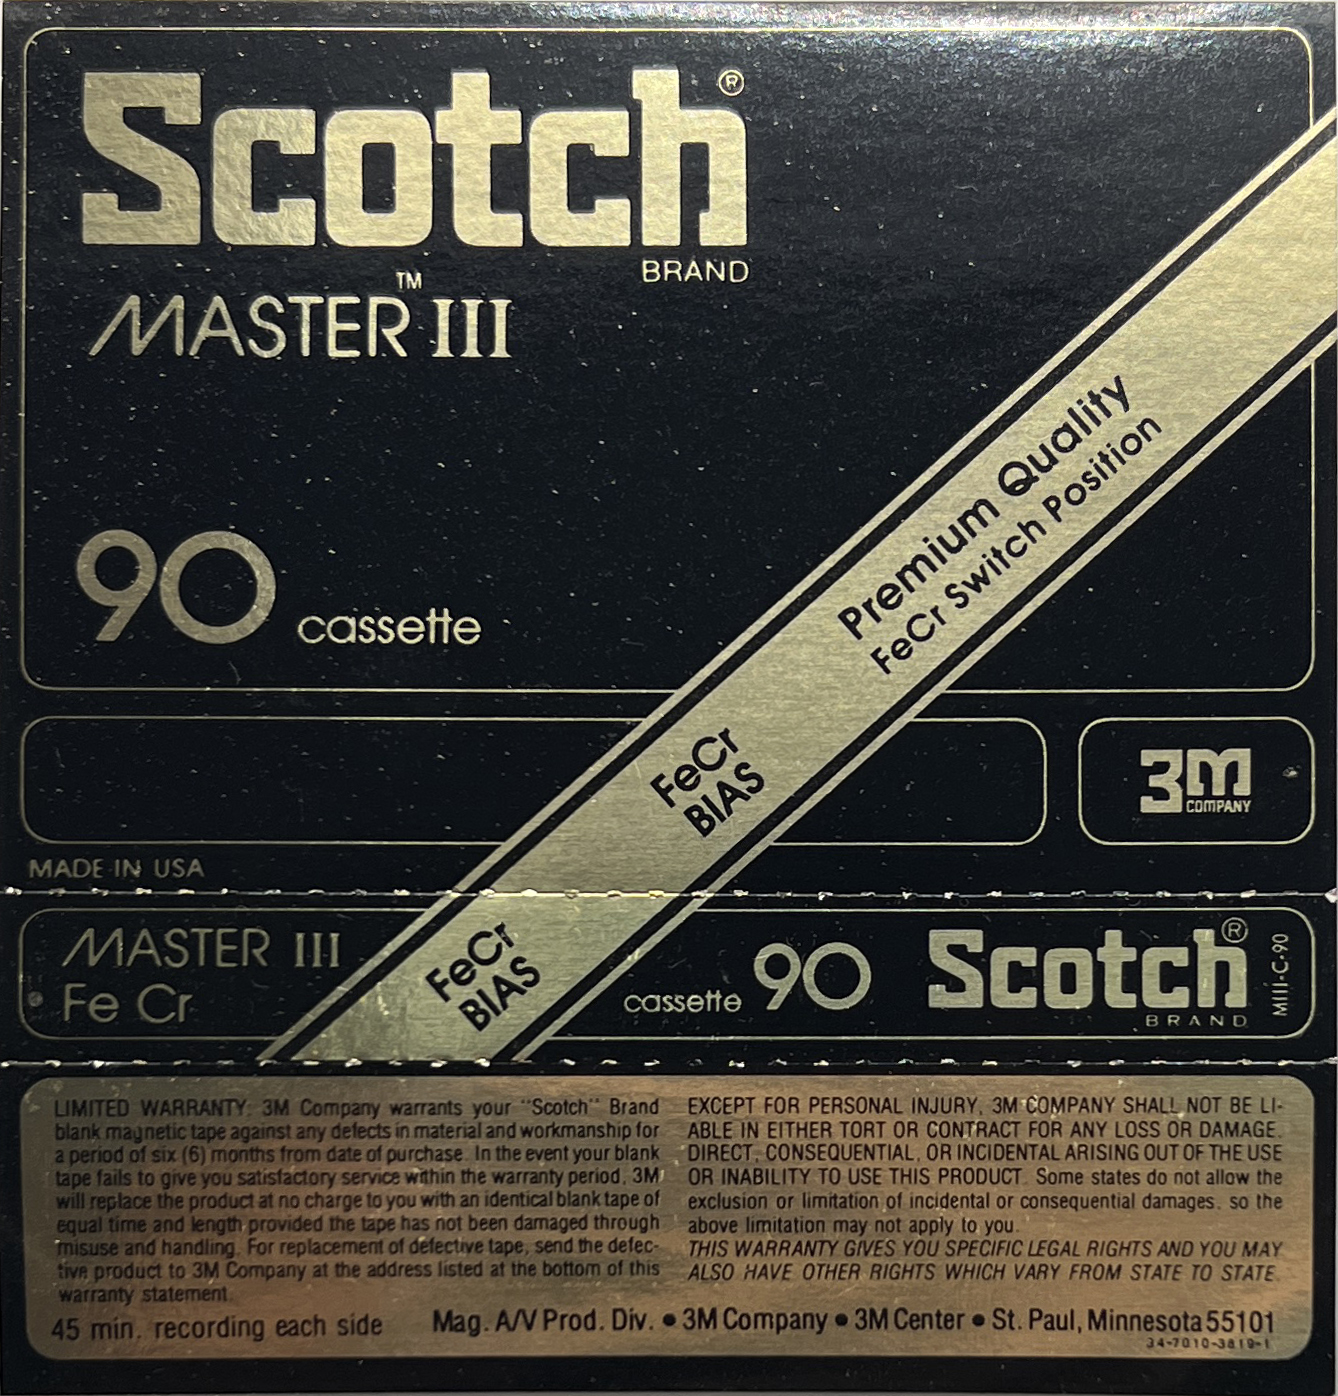 Scotch®
BRAND
MASTER™ III
90 cassette
Premium Quality
FeCr Switch Position
FeCr
BIAS
3M
COMPANY
MADE IN USA
MASTER III
Fe Cr
FeCr
BIAS
cassette 90
Scotch®
BRAND
MIII-C-90
LIMITED WARRANTY: 3M Company warrants your "Scotch" Brand
blank magnetic tape against any defects in material and workmanship for
a period of six (6) months from date of purchase. In the event your blank
tape fails to give you satisfactory service within the warranty period, 3M
will replace the product at no charge to you with an identical blank tape of
equal time and length provided the tape has not been damaged through
misuse and handling. For replacement of defective tape, send the defec-
tive product to 3M Company at the address listed at the bottom of this
warranty statement.
EXCEPT FOR PERSONAL INJURY, 3M COMPANY SHALL NOT BE LI-
ABLE IN EITHER TORT OR CONTRACT FOR ANY LOSS OR DAMAGE.
DIRECT, CONSEQUENTIAL, OR INCIDENTAL ARISING OUT OF THE USE
OR INABILITY TO USE THIS PRODUCT. Some states do not allow the
exclusion or limitation of incidental or consequential damages, so the
above limitation may not apply to you.
THIS WARRANTY GIVES YOU SPECIFIC LEGAL RIGHTS AND YOU MAY
ALSO HAVE OTHER RIGHTS WHICH VARY FROM STATE TO STATE.
45 min. recording each side
Mag. A/V Prod. Div. • 3M Company • 3M Center • St. Paul, Minnesota 55101
34-7010-3819-1